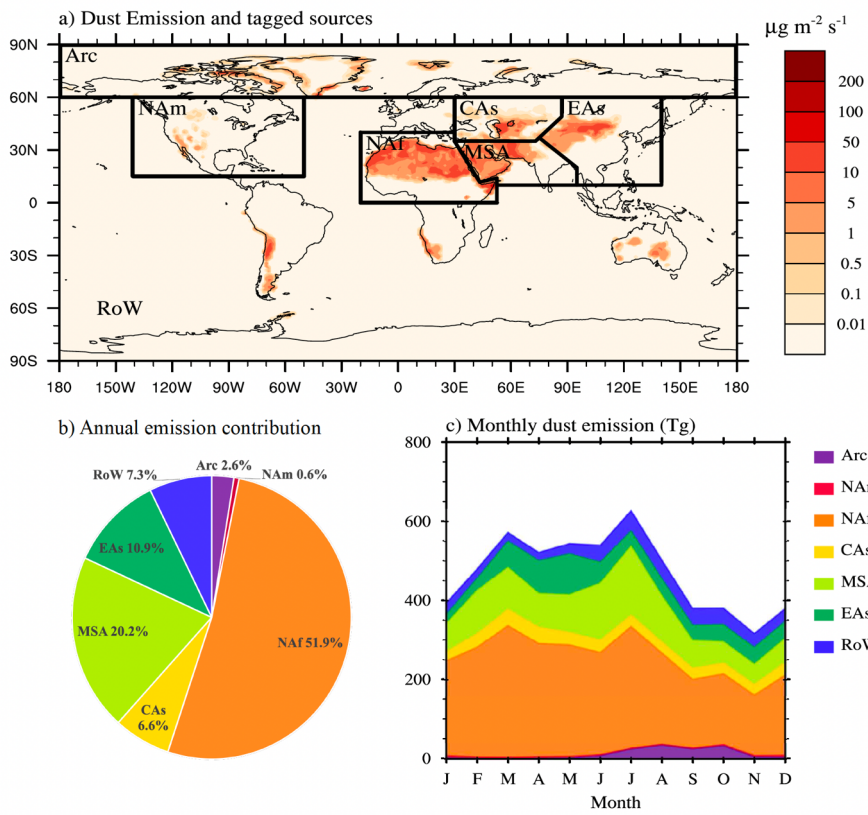 a) Dust Emission and tagged sources
µg m⁻² s⁻¹
90N
Arc
60N
NAm
CAs
EAs
30N
NAf
MSA
0
30S
60S
RoW
90S
180 150W 120W 90W 60W 30W 0 30E 60E 90E 120E 150E 180
200
100
50
10
5
1
0.5
0.1
0.01
b) Annual emission contribution
Arc 2.6%
RoW 7.3%
NAm 0.6%
EAs 10.9%
MSA 20.2%
NAf 51.9%
CAs
6.6%
c) Monthly dust emission (Tg)
800
600
400
200
0
J F M A M J J A S O N D
Month
Arc
NA
NA
CAs
MS
EAs
RoW